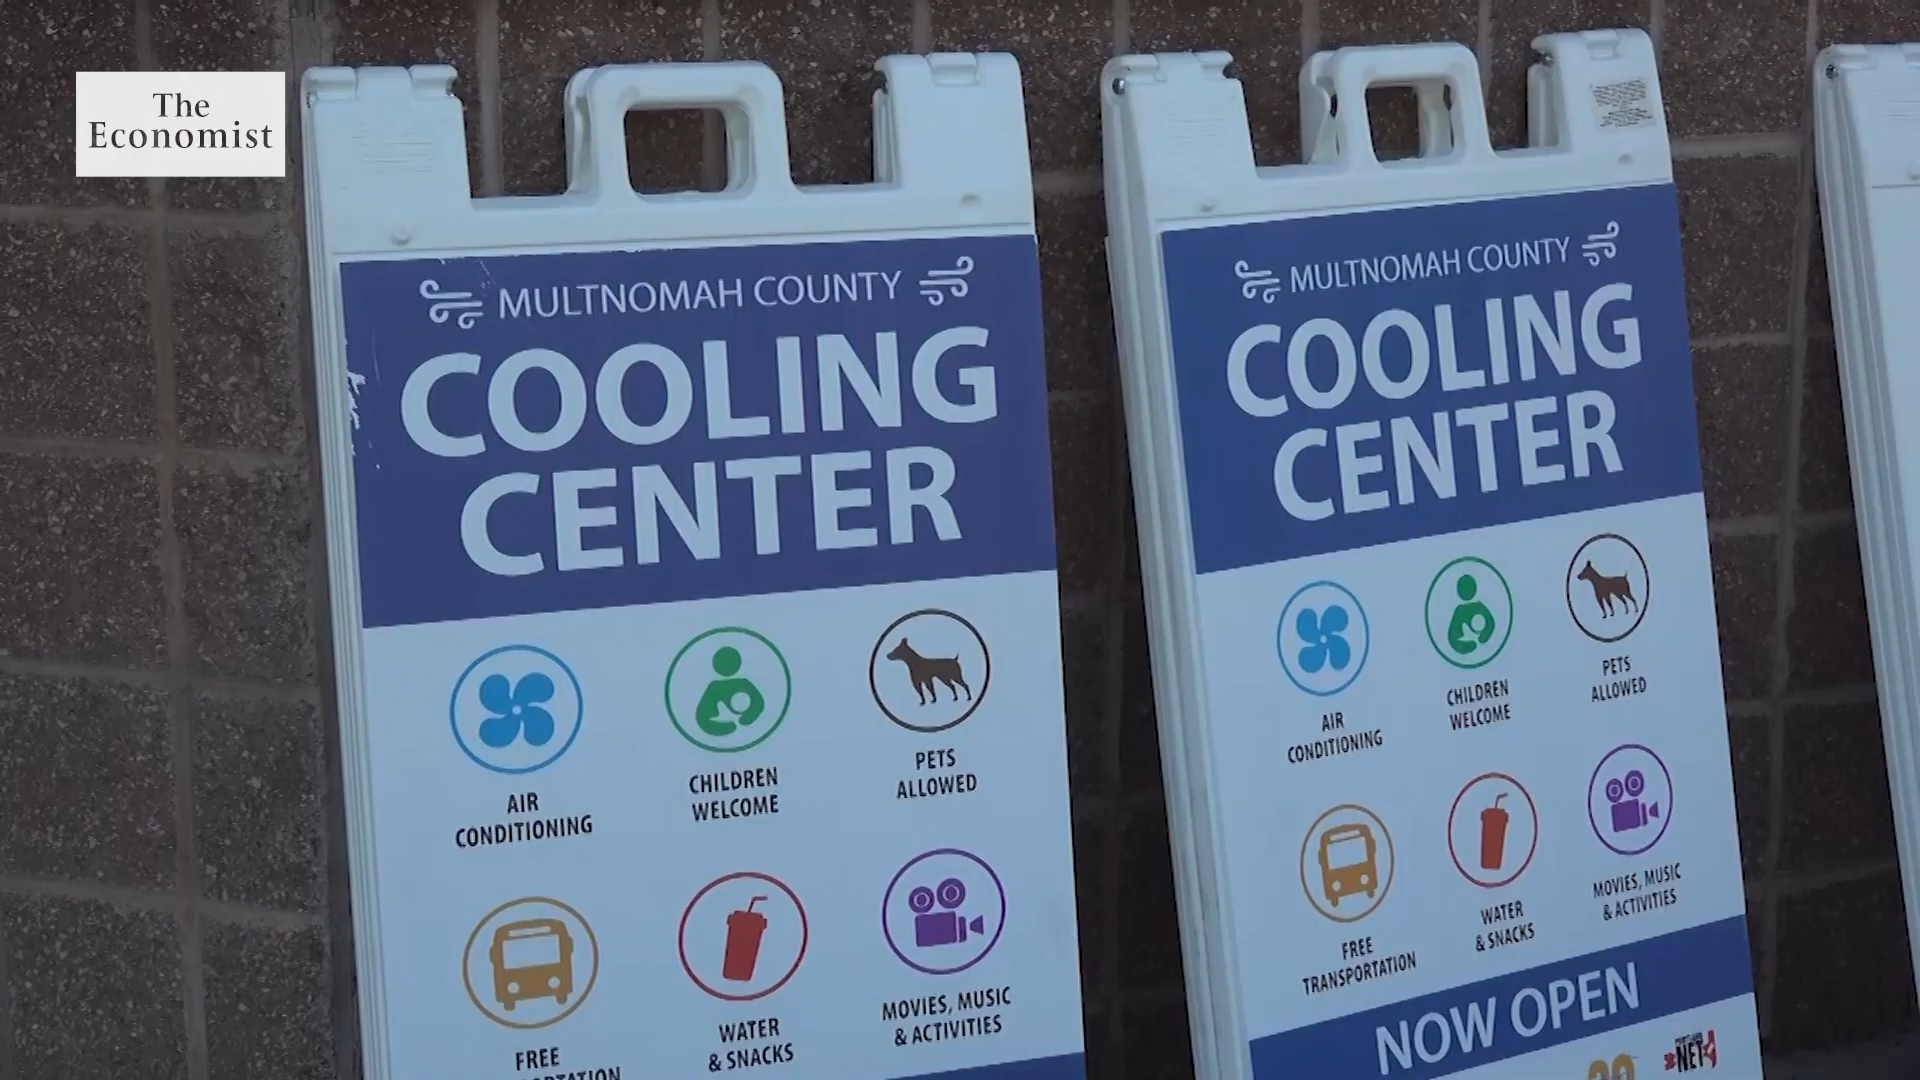 The
Economist
MULTNOMAH COUNTY
COOLING
CENTER
AIR
CONDITIONING
CHILDREN
WELCOME
PETS
ALLOWED
FREE
WATER
& SNACKS
MOVIES, MUSIC
& ACTIVITIES
MULTNOMAH COUNTY
COOLING
CENTER
AIR
CONDITIONING
CHILDREN
WELCOME
PETS
ALLOWED
FREE
TRANSPORTATION
WATER
& SNACKS
MOVIES, MUSIC
& ACTIVITIES
NOW OPEN
NET